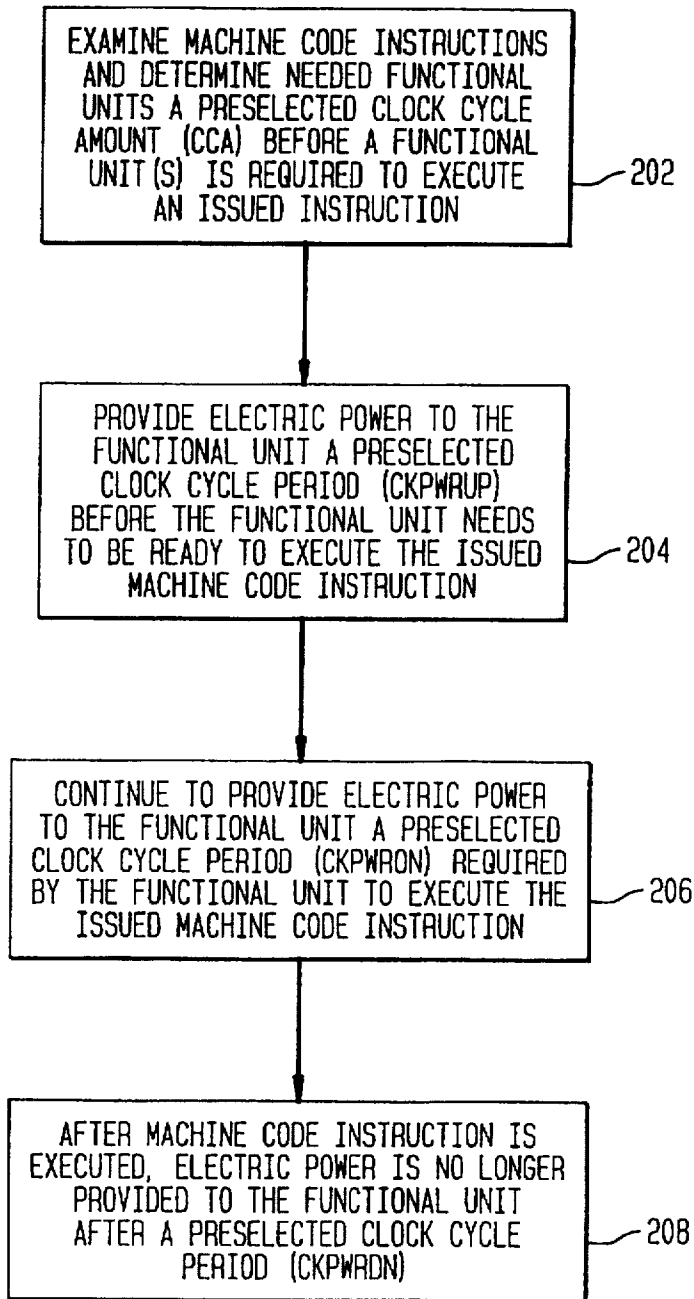 EXAMINE MACHINE CODE INSTRUCTIONS
AND DETERMINE NEEDED FUNCTIONAL
UNITS A PRESELECTED CLOCK CYCLE
AMOUNT (CCA) BEFORE A FUNCTIONAL
UNIT(S) IS REQUIRED TO EXECUTE
AN ISSUED INSTRUCTION
202
PROVIDE ELECTRIC POWER TO THE
FUNCTIONAL UNIT A PRESELECTED
CLOCK CYCLE PERIOD (CKPWRUP)
BEFORE THE FUNCTIONAL UNIT NEEDS
TO BE READY TO EXECUTE THE ISSUED
MACHINE CODE INSTRUCTION
204
CONTINUE TO PROVIDE ELECTRIC POWER
TO THE FUNCTIONAL UNIT A PRESELECTED
CLOCK CYCLE PERIOD (CKPWRON) REQUIRED
BY THE FUNCTIONAL UNIT TO EXECUTE THE
ISSUED MACHINE CODE INSTRUCTION
206
AFTER MACHINE CODE INSTRUCTION IS
EXECUTED, ELECTRIC POWER IS NO LONGER
PROVIDED TO THE FUNCTIONAL UNIT
AFTER A PRESELECTED CLOCK CYCLE
PERIOD (CKPWRDN)
208